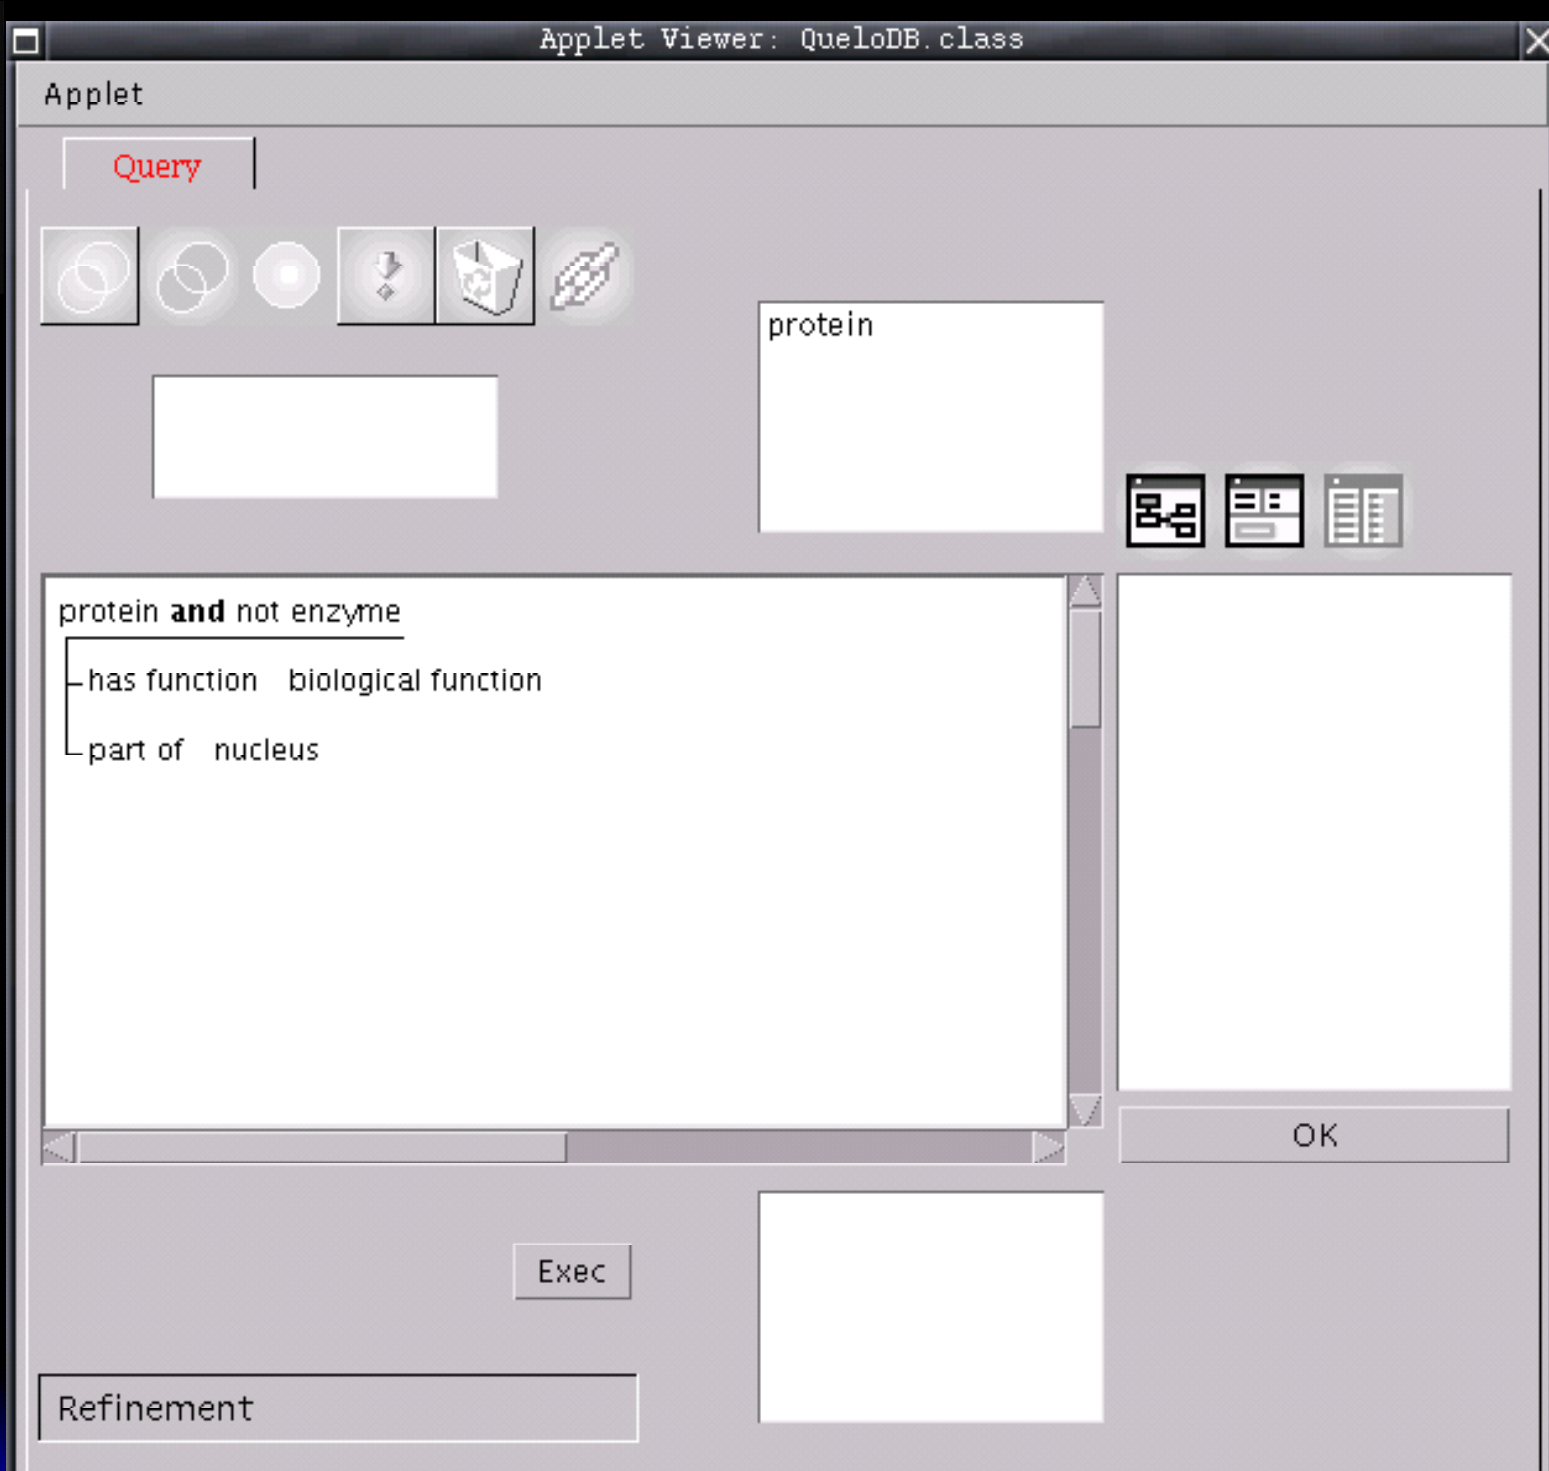 Applet Viewer: QueloDB.class
Applet
Query
protein
protein and not enzyme
has function biological function
part of nucleus
OK
Exec
Refinement